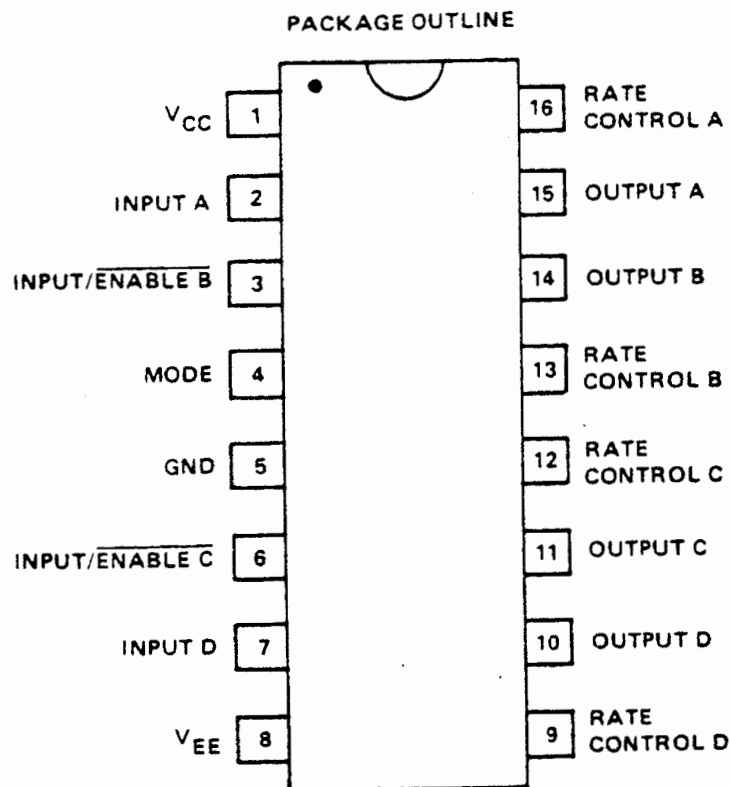 PACKAGE OUTLINE
VCC 1
INPUT A 2
INPUT/ENABLE B 3
MODE 4
GND 5
INPUT/ENABLE C 6
INPUT D 7
VEE 8
16 RATE
CONTROL A
15 OUTPUT A
14 OUTPUT B
13 RATE
CONTROL B
12 RATE
CONTROL C
11 OUTPUT C
10 OUTPUT D
9 RATE
CONTROL D